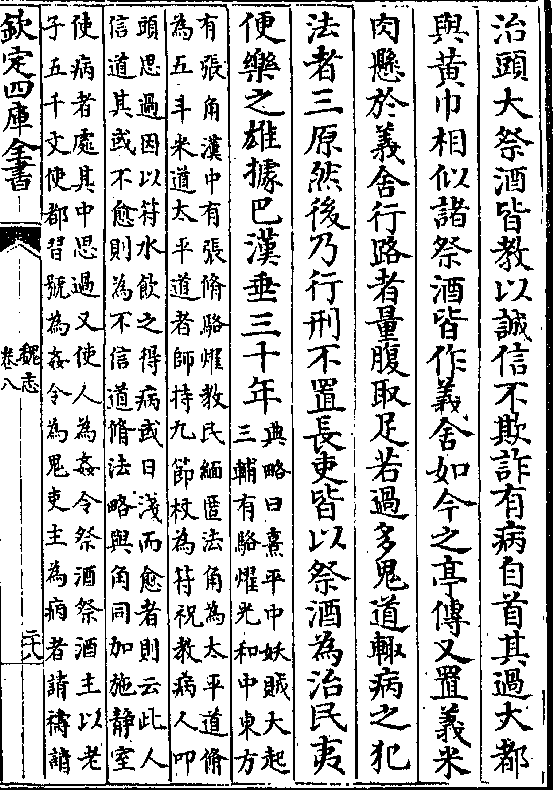 治頭大祭酒皆教以誠信不欺詐有病自首其過大都
與黃巾相似諸祭酒皆作義舍如今之亭傳又置義米
肉懸於義舍行路者量腹取足若過多鬼道輙病之犯
法者三原然後乃行刑不置長吏皆以祭酒為治民夷
便樂之雄據巴漢垂三十年
典略曰熹平中妖賊大起
三輔有駱曜光和中東方
有張角漢中有張脩駱曜教民緬匿法角為太平道脩
為五斗米道太平道者師持九節杖為符祝教病人叩
頭思過因以符水飲之得病或日淺而愈者則云此人
信道其或不愈則為不信道脩法略與角同加施靜室
使病者處其中思過又使人為姦令祭酒祭酒主以老
子五千文使都習號為姦令為鬼吏主為病者請禱請
欽定四庫全書
魏志
卷八
二八